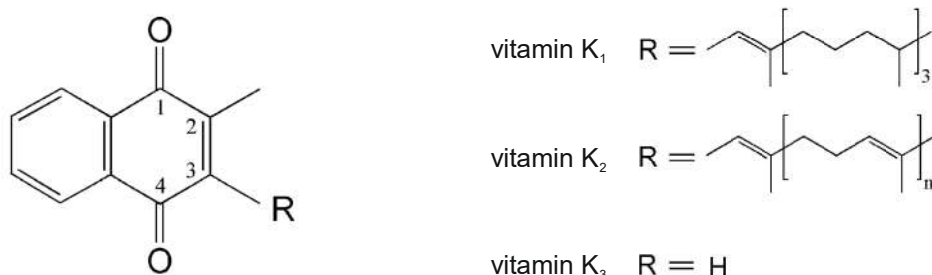 O
1
2
3
4
R
O
vitamin K₁ R = 3
vitamin K₂ R = n
vitamin K₃ R = H